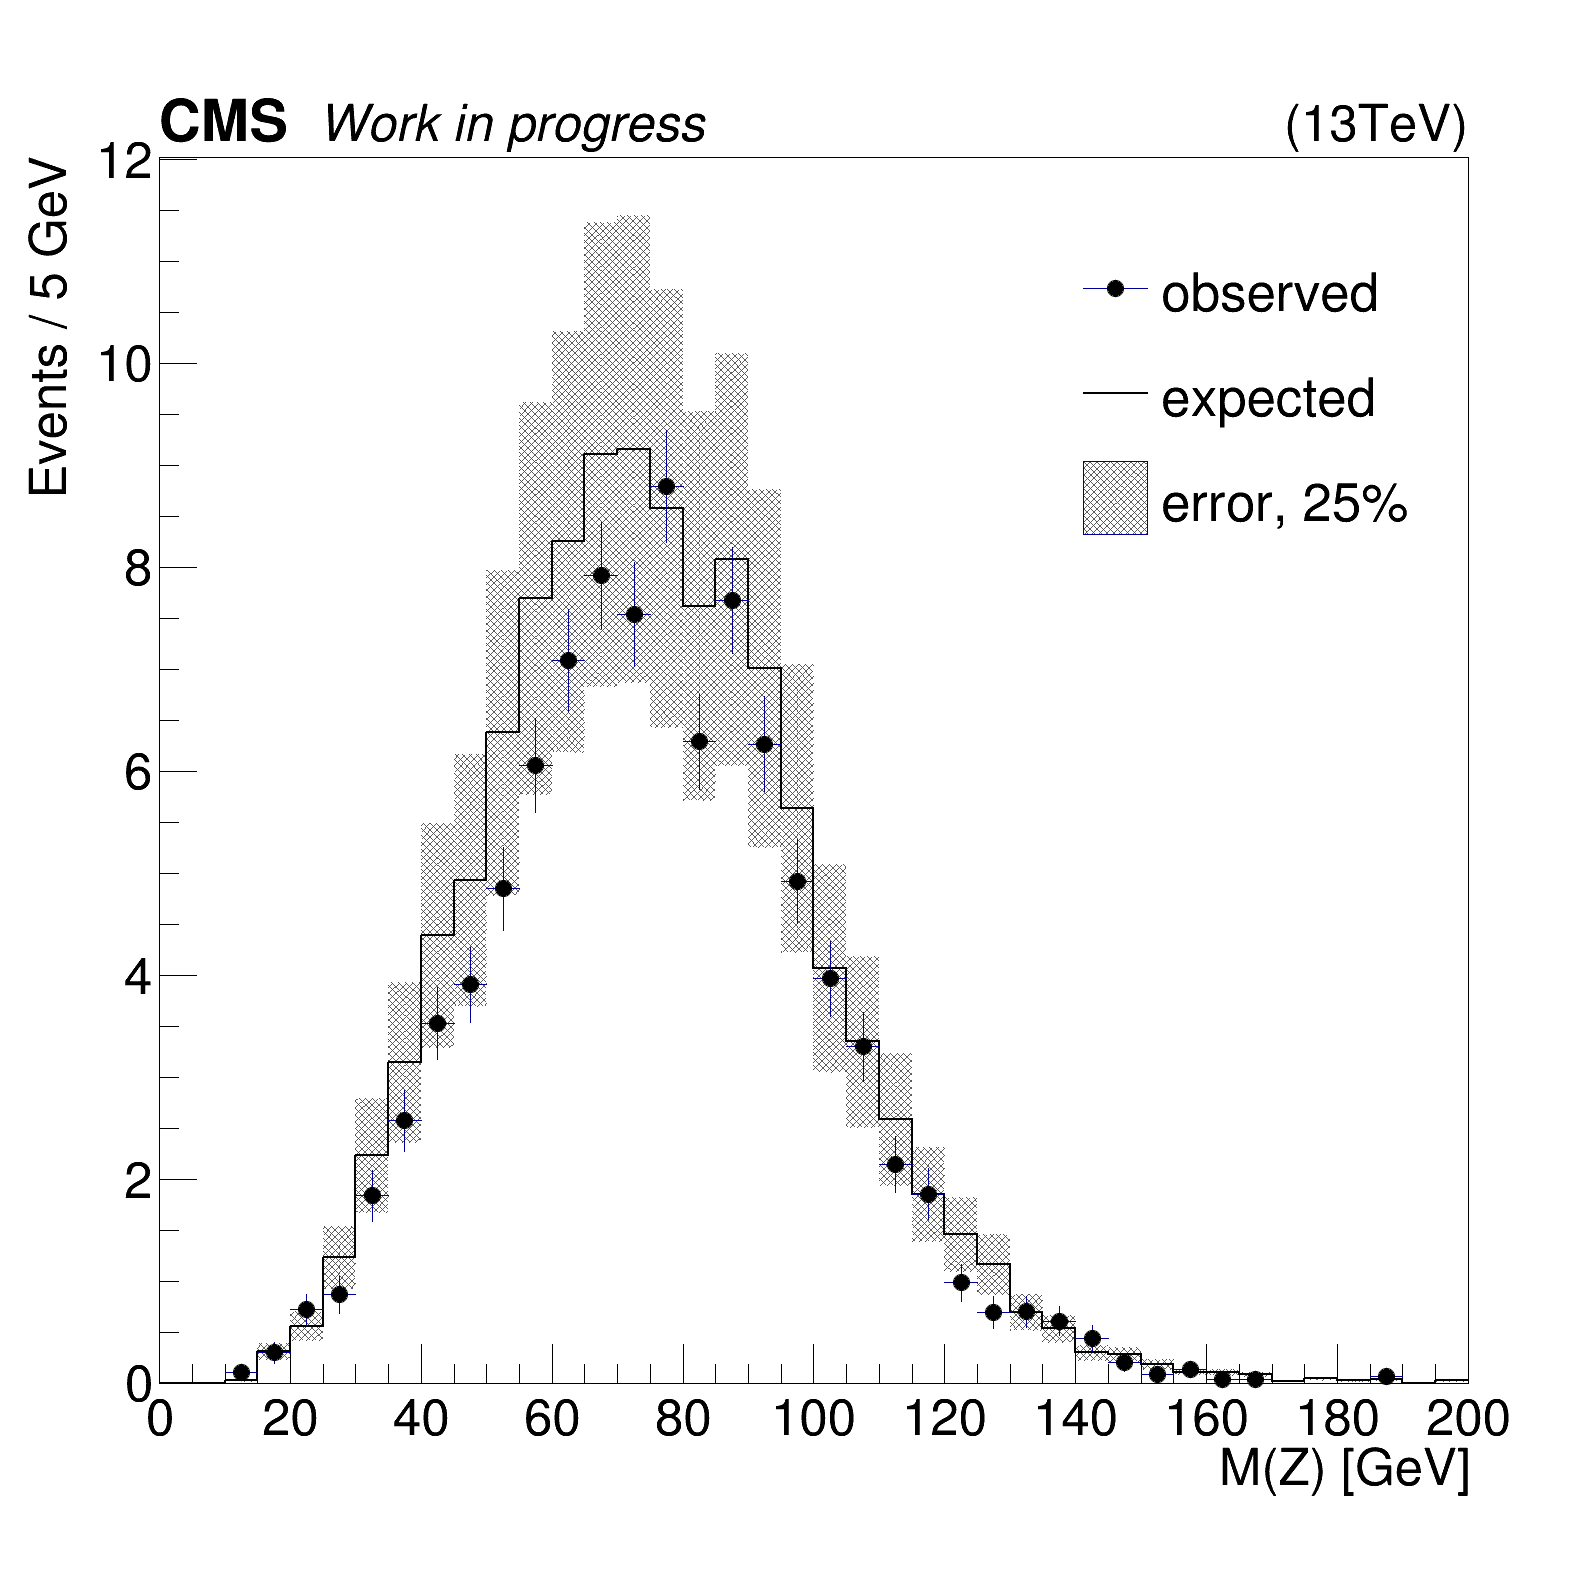 CMS Work in progress (13TeV)
Events / 5 GeV
12
10
8
6
4
2
0
observed
expected
error, 25%
0 20 40 60 80 100 120 140 160 180 200
M(Z) [GeV]